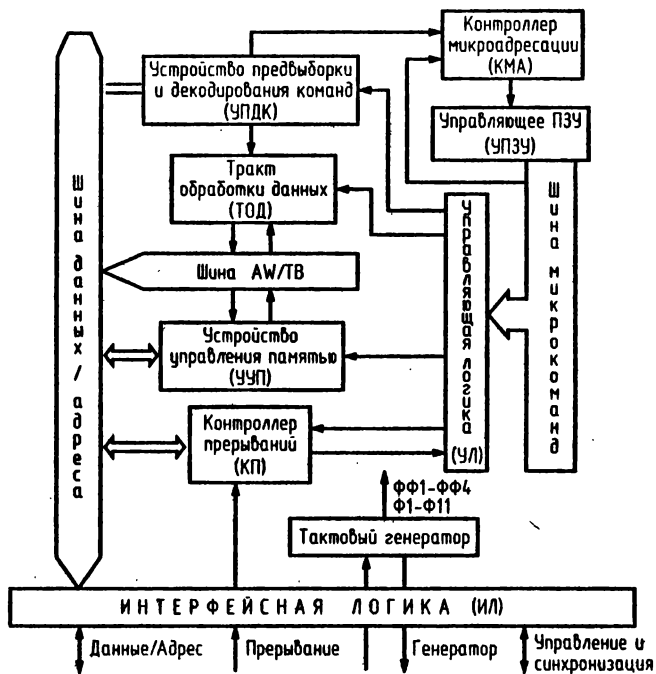 Контроллер
микроадресации
(КМА)
Устройство предвыборки
и декодирования команд
(УПДК)
Управляющее ПЗУ
(УПЗУ)
Тракт
обработки данных
(ТОД)
Шина данных / адреса
Шина AW/TB
Управляющая логика
(УЛ)
Шина микрокоманд
Устройство
управления памятью
(УУП)
Контроллер
прерываний
(КП)
ФФ1-ФФ4
Ф1-Ф11
Тактовый генератор
ИНТЕРФЕЙСНАЯ ЛОГИКА (ИЛ)
Данные/Адрес
Прерывание
Генератор
Управление и
синхронизация